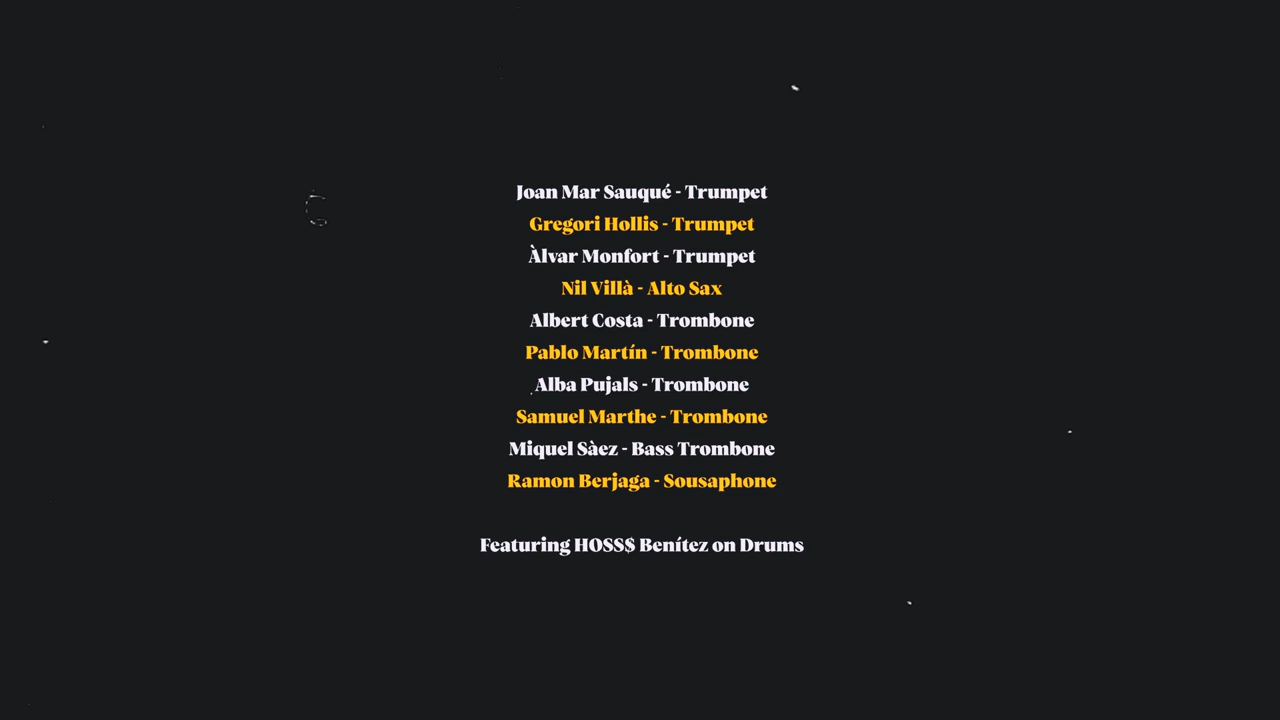 Joan Mar Sauqué - Trumpet
Gregori Hollis - Trumpet
Àlvar Monfort - Trumpet
Nil Villà - Alto Sax
Albert Costa - Trombone
Pablo Martín - Trombone
Alba Pujals - Trombone
Samuel Marthe - Trombone
Miquel Sàez - Bass Trombone
Ramon Berjaga - Sousaphone
Featuring HOSS$ Benítez on Drums